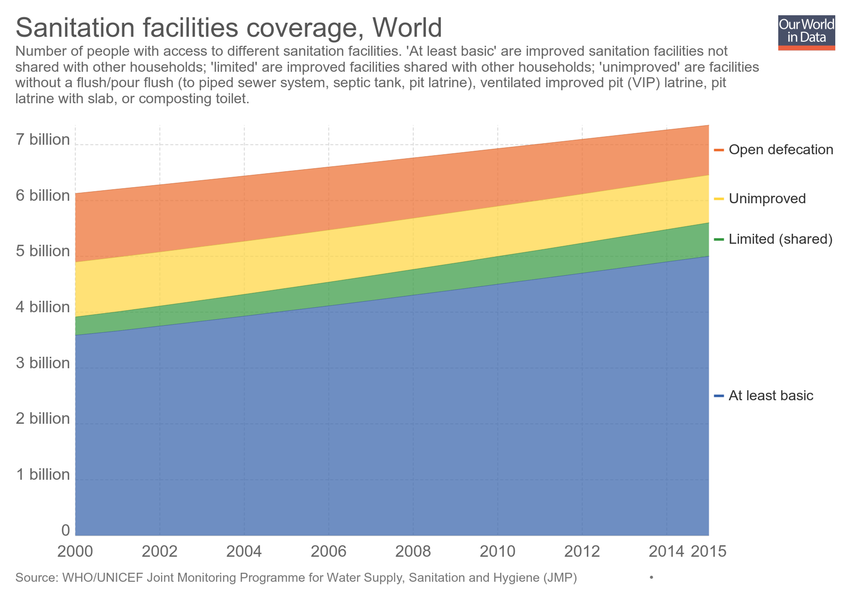 Sanitation facilities coverage, World
Our World
in Data
Number of people with access to different sanitation facilities. 'At least basic' are improved sanitation facilities not
shared with other households; 'limited' are improved facilities shared with other households; 'unimproved' are facilities
without a flush/pour flush (to piped sewer system, septic tank, pit latrine), ventilated improved pit (VIP) latrine, pit
latrine with slab, or composting toilet.
7 billion
6 billion
5 billion
4 billion
3 billion
2 billion
1 billion
0
Open defecation
Unimproved
Limited (shared)
At least basic
2000 2002 2004 2006 2008 2010 2012 2014 2015
Source: WHO/UNICEF Joint Monitoring Programme for Water Supply, Sanitation and Hygiene (JMP) •